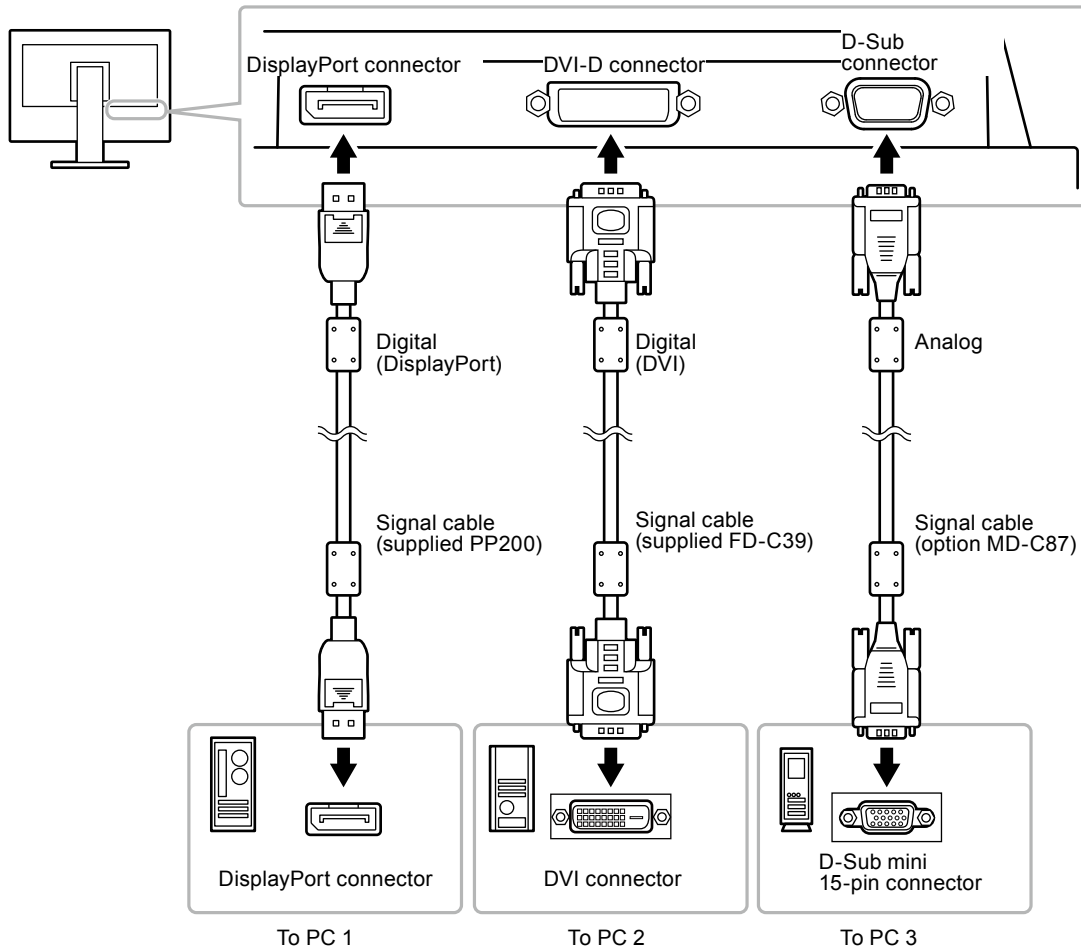 DisplayPort connector
DVI-D connector
D-Sub
connector
Digital
(DisplayPort)
Digital
(DVI)
Analog
Signal cable
(supplied PP200)
Signal cable
(supplied FD-C39)
Signal cable
(option MD-C87)
DisplayPort connector
DVI connector
D-Sub mini
15-pin connector
To PC 1
To PC 2
To PC 3